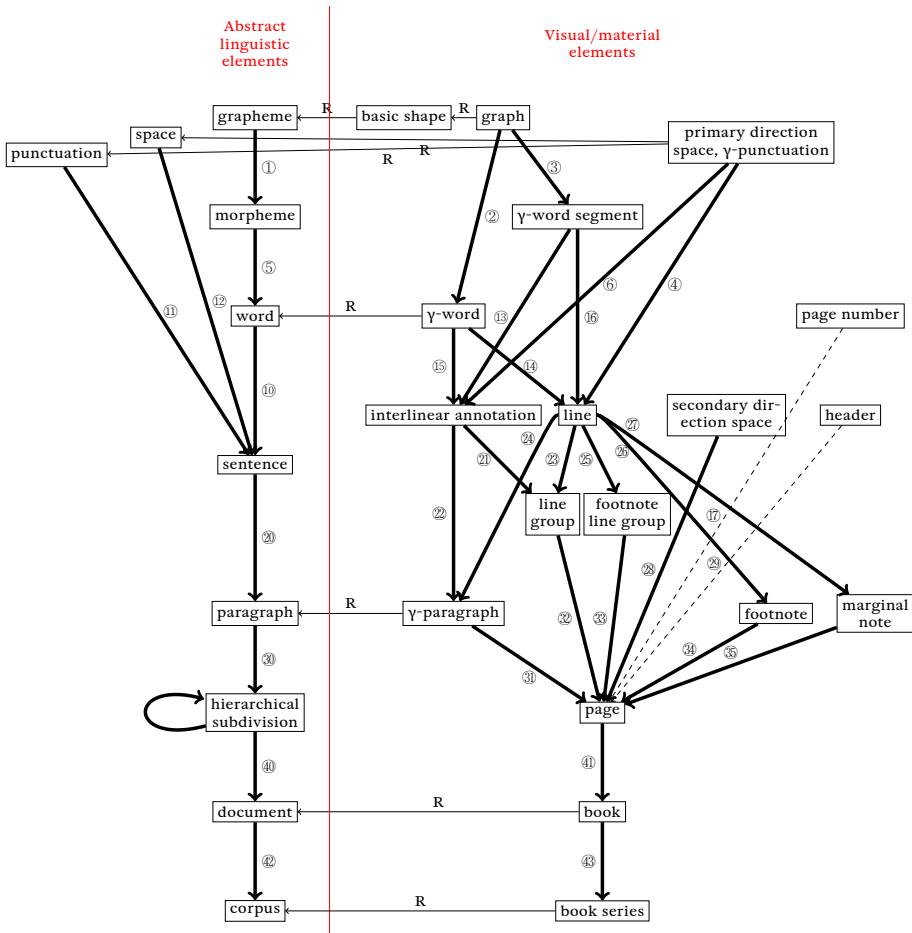 Abstract
linguistic
elements
Visual/material
elements
grapheme
R
basic shape
R
graph
primary direction
space, γ-punctuation
space
punctuation
R
R
①
③
morpheme
γ-word segment
②
⑤
⑥
④
⑪
⑫
word
R
γ-word
⑬
⑯
page number
⑩
⑮
⑭
interlinear annotation
line
secondary dir-
ection space
header
sentence
㉑
㉔
㉓
㉕
㉖
㉗
line
group
footnote
line group
⑳
㉒
⑰
㉘
㉙
paragraph
R
γ-paragraph
㉜
㉝
footnote
marginal
note
㉚
㉛
㉞
㉟
hierarchical
subdivision
page
㊵
㊶
document
R
book
㊷
㊸
corpus
R
book series